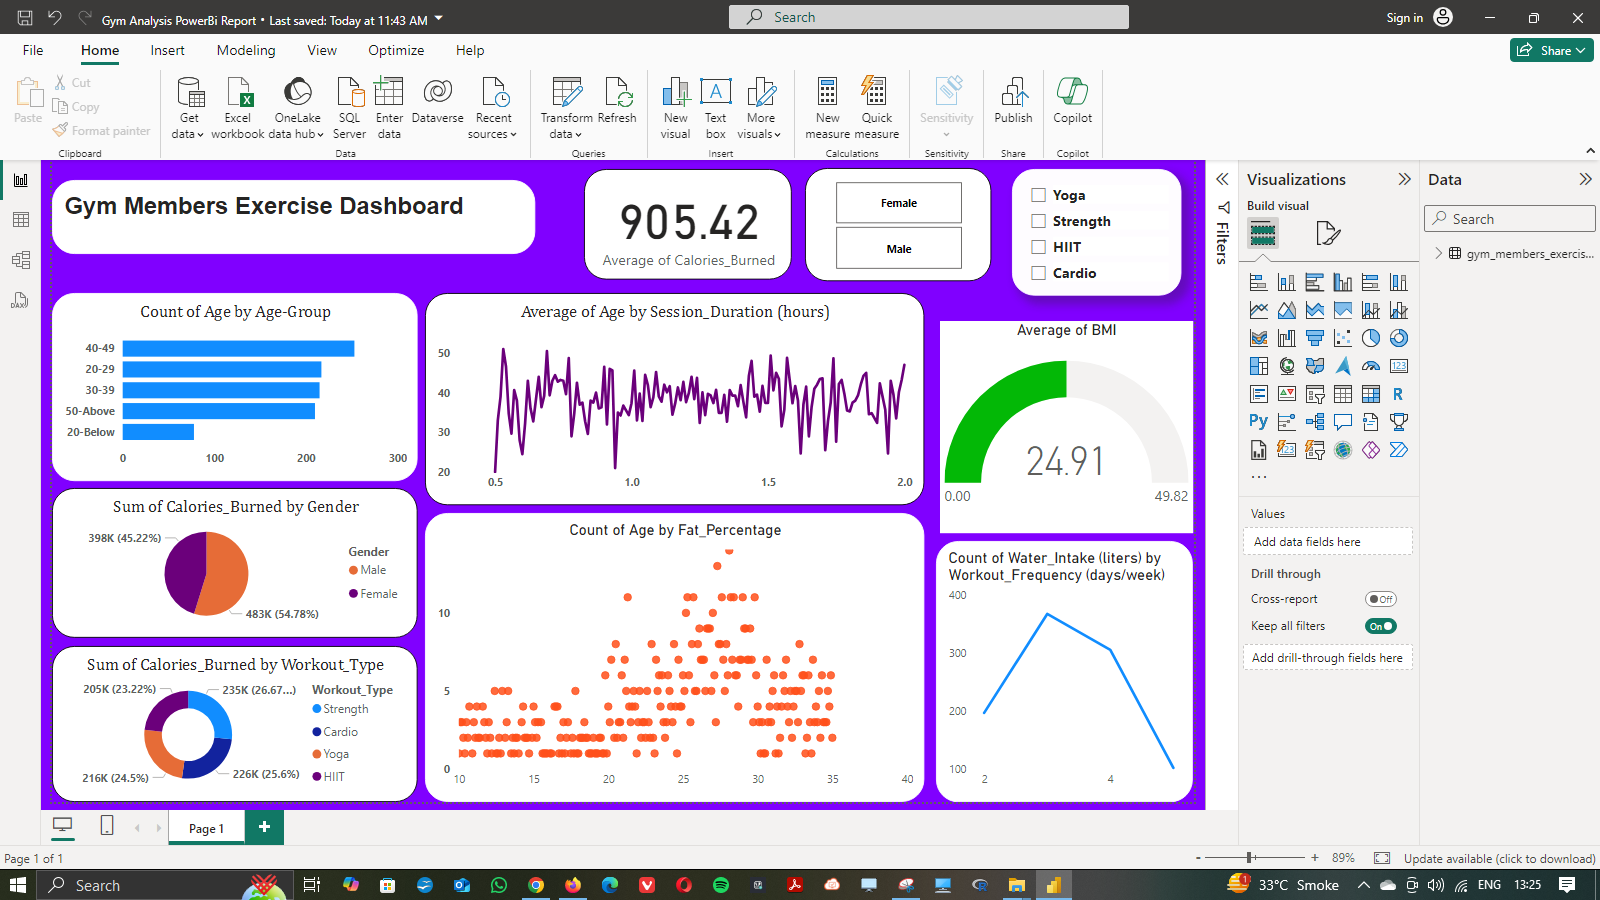 Gym Analysis PowerBi Report • Last saved: Today at 11:43 AM
Search
Sign in
File
Home
Insert
Modeling
View
Optimize
Help
Share
Paste
Cut
Copy
Format painter
Clipboard
Get data
Excel workbook
OneLake data hub
SQL Server
Enter data
Dataverse
Recent sources
Data
Transform data
Refresh
Queries
New visual
Text box
More visuals
Insert
New measure
Quick measure
Calculations
Sensitivity
Sensitivity
Publish
Share
Copilot
Copilot
Gym Members Exercise Dashboard
905.42
Average of Calories_Burned
Female
Male
Yoga
Strength
HIIT
Cardio
Count of Age by Age-Group
40-49
20-29
30-39
50-Above
20-Below
0 100 200 300
Average of Age by Session_Duration (hours)
50
40
30
20
0.5 1.0 1.5 2.0
Average of BMI
24.91
0.00 49.82
Sum of Calories_Burned by Gender
398K (45.22%)
483K (54.78%)
Gender
Male
Female
Sum of Calories_Burned by Workout_Type
205K (23.22%)
235K (26.67...)
216K (24.5%)
226K (25.6%)
Workout_Type
Strength
Cardio
Yoga
HIIT
Count of Age by Fat_Percentage
10
5
0
10 15 20 25 30 35 40
Count of Water_Intake (liters) by
Workout_Frequency (days/week)
400
300
200
100
2 4
Filters
Visualizations
Build visual
123
R
Py
123
...
Values
Add data fields here
Drill through
Cross-report
Off
Keep all filters
On
Add drill-through fields here
Data
Search
gym_members_exercis...
DAX
Page 1
+
Page 1 of 1
- + 89%
Update available (click to download)
Search
1
33°C Smoke
ENG
13:25